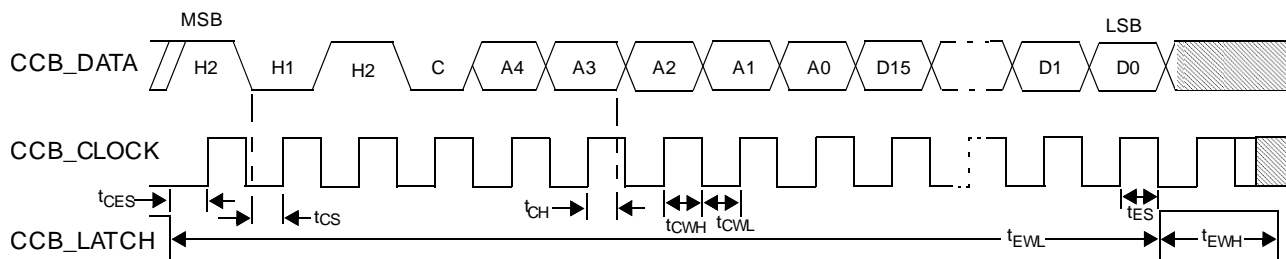 MSB
LSB
CCB_DATA H2 H1 H2 C A4 A3 A2 A1 A0 D15 D1 D0
CCB_CLOCK
tCES
tCS
tCH
tCWH
tCWL
tES
CCB_LATCH
tEWL
tEWH